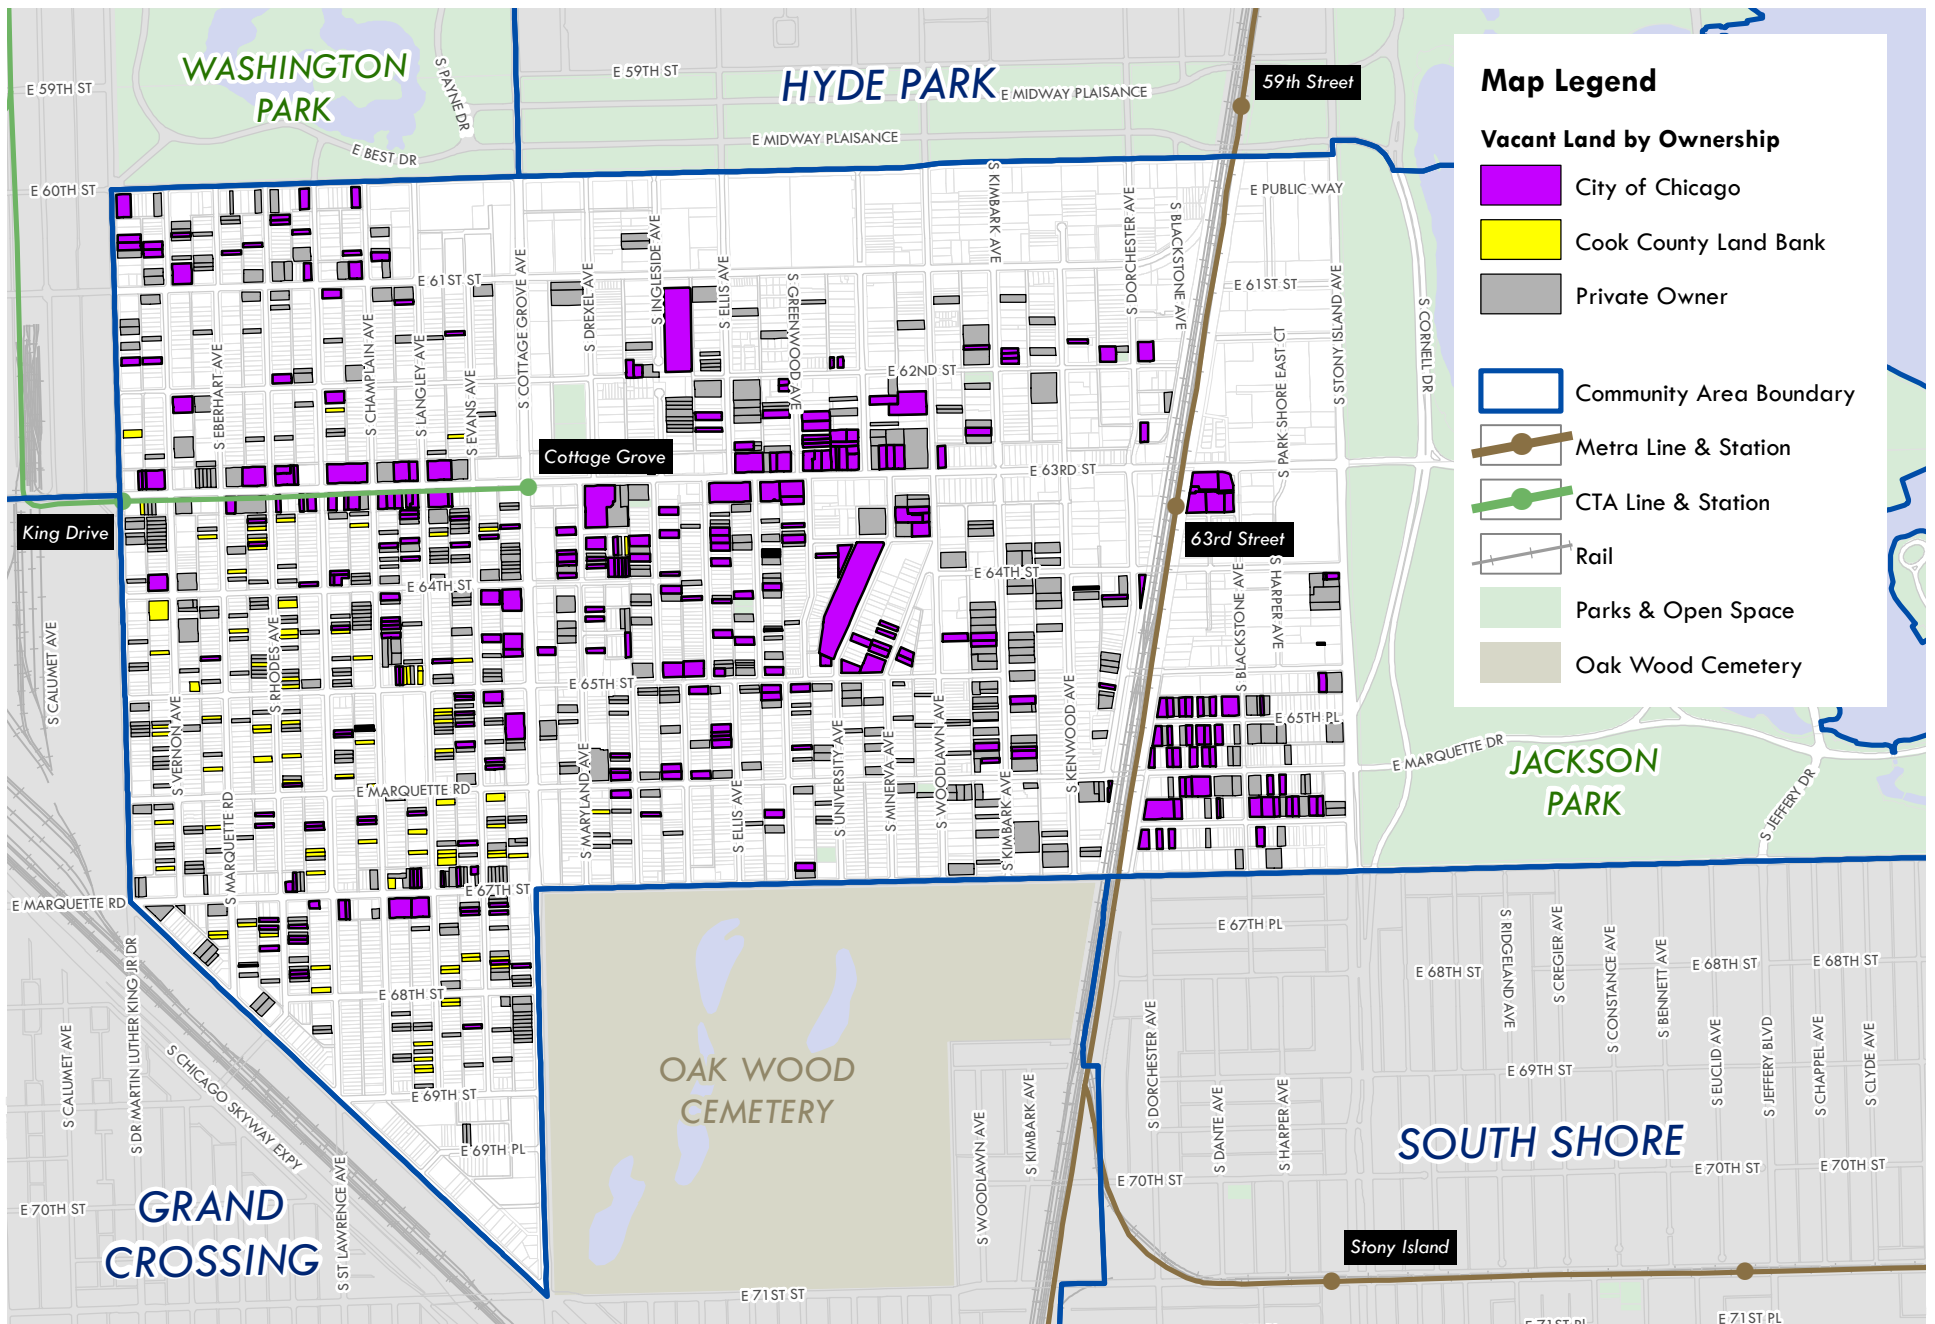 WASHINGTON
PARK
HYDE PARK
E 59TH ST
E 59TH ST
S PAYNE DR
E MIDWAY PLAISANCE
E MIDWAY PLAISANCE
E BEST DR
59th Street
E 60TH ST
E PUBLIC WAY
Map Legend
Vacant Land by Ownership
City of Chicago
Cook County Land Bank
Private Owner
Community Area Boundary
Metra Line & Station
CTA Line & Station
Rail
Parks & Open Space
Oak Wood Cemetery
S KIMBARK AVE
S DORCHESTER AVE
S BLACKSTONE AVE
S INGLESIDE AVE
S COTTAGE GROVE AVE
S DREXEL AVE
S ELLIS AVE
S GREENWOOD AVE
E 61ST ST
E 61ST ST
S STONY ISLAND AVE
S CORNELL DR
S PARK SHORE EAST CT
S EBERHART AVE
S CHAMPLAIN AVE
S LANGLEY AVE
S EVANS AVE
E 62ND ST
Cottage Grove
E 63RD ST
King Drive
63rd Street
E 64TH ST
E 64TH ST
S HARPER AVE
S BLACKSTONE AVE
S CALUMET AVE
S RHODES AVE
E 65TH ST
S VERNON AVE
S MARYLAND AVE
S UNIVERSITY AVE
S MINERVA AVE
S WOODLAWN AVE
S KENWOOD AVE
E 65TH PL
E MARQUETTE DR
JACKSON
PARK
S JEFFERY DR
E MARQUETTE RD
S MARQUETTE RD
S ELLIS AVE
S KIMBARK AVE
E 67TH ST
E MARQUETTE RD
E 67TH PL
S DR MARTIN LUTHER KING JR DR
E 68TH ST
E 68TH ST
E 68TH ST
E 68TH ST
S RIDGELAND AVE
S CREGIER AVE
S CONSTANCE AVE
S BENNETT AVE
S CALUMET AVE
S CHICAGO SKYWAY EXPY
OAK WOOD
CEMETERY
S DORCHESTER AVE
S EUCLID AVE
S JEFFERY BLVD
S CHAPPEL AVE
S CLYDE AVE
E 69TH ST
E 69TH ST
S KIMBARK AVE
S WOODLAWN AVE
S DANTE AVE
S HARPER AVE
E 69TH PL
SOUTH SHORE
E 70TH ST
E 70TH ST
E 70TH ST
E 70TH ST
GRAND
CROSSING
S ST LAWRENCE AVE
Stony Island
E 71ST ST
E 71ST PL
E 71ST PL